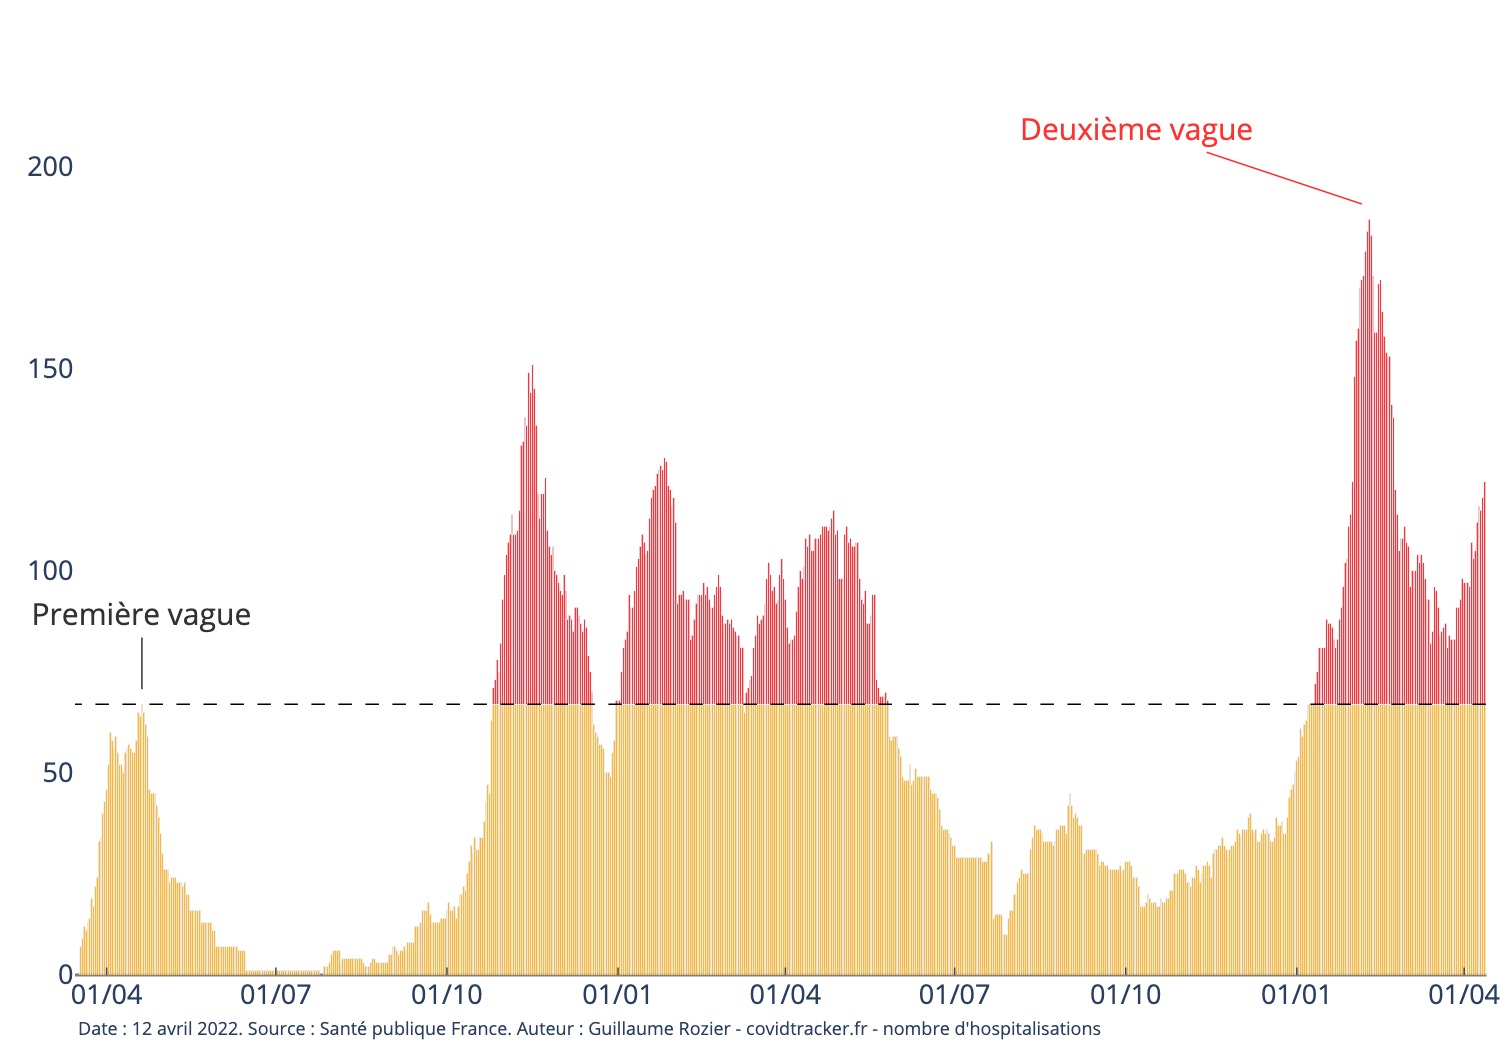 Deuxième vague
200
150
100
Première vague
50
0
01/04 01/07 01/10 01/01 01/04 01/07 01/10 01/01 01/04
Date : 12 avril 2022. Source : Santé publique France. Auteur : Guillaume Rozier - covidtracker.fr - nombre d'hospitalisations